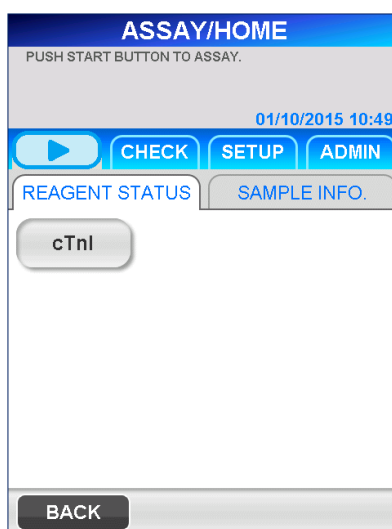 ASSAY/HOME
PUSH START BUTTON TO ASSAY.
01/10/2015 10:49
CHECK SETUP ADMIN
REAGENT STATUS SAMPLE INFO.
cTnI
BACK